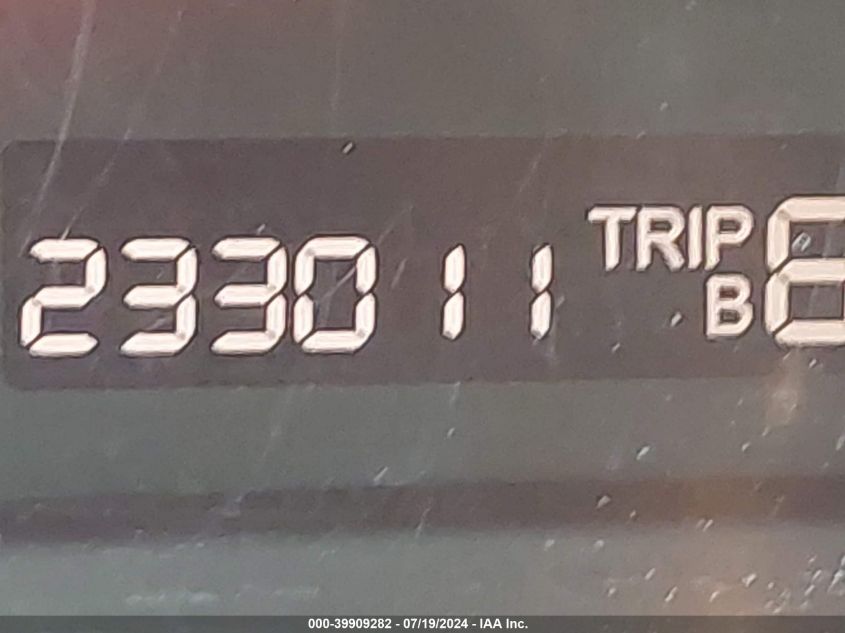 233011 TRIP
B
000-39909282 - 07/19/2024 - IAA Inc.